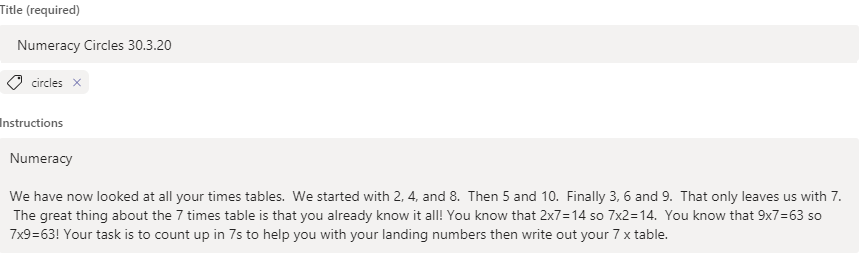 Title (required)
Numeracy Circles 30.3.20
circles
Instructions
Numeracy
We have now looked at all your times tables.  We started with 2, 4, and 8.  Then 5 and 10.  Finally 3, 6 and 9.  That only leaves us with 7.
The great thing about the 7 times table is that you already know it all! You know that 2x7=14 so 7x2=14.  You know that 9x7=63 so
7x9=63! Your task is to count up in 7s to help you with your landing numbers then write out your 7 x table.